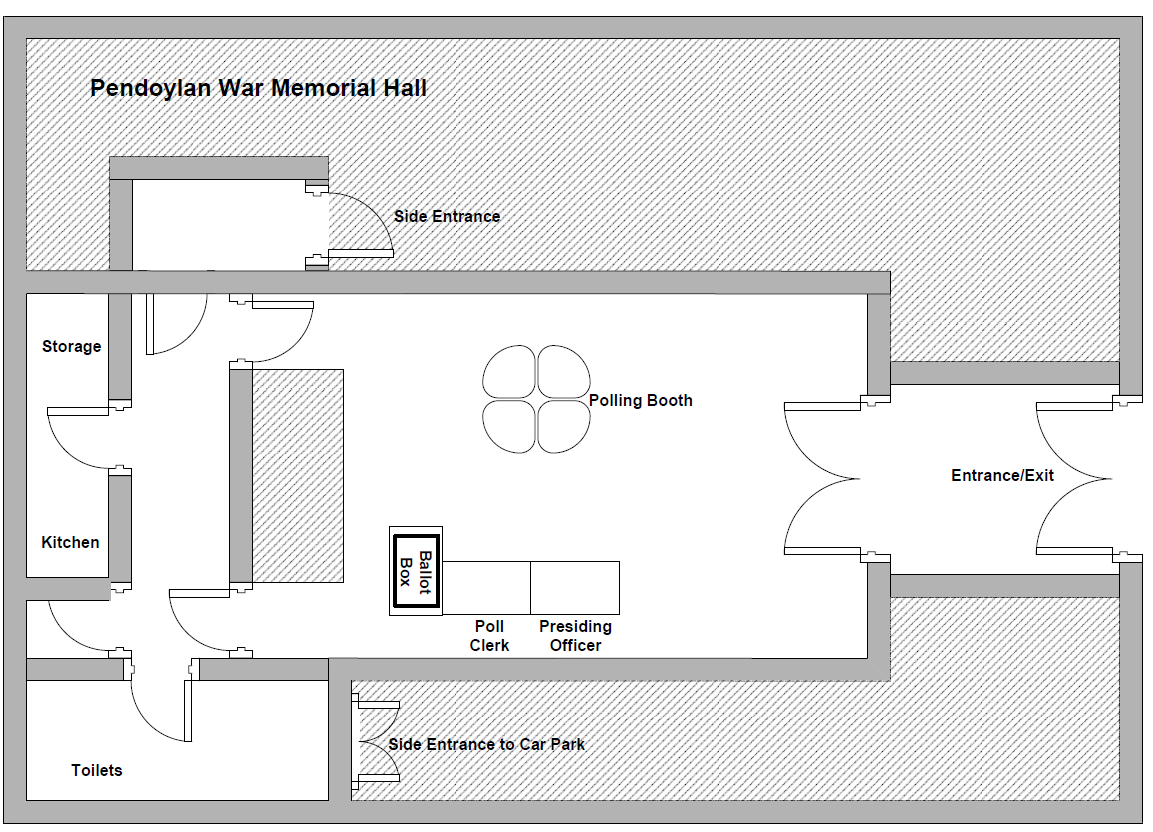 Pendoylan War Memorial Hall
Side Entrance
Storage
Polling Booth
Entrance/Exit
Kitchen
Ballot
Box
Poll
Clerk
Presiding
Officer
Side Entrance to Car Park
Toilets